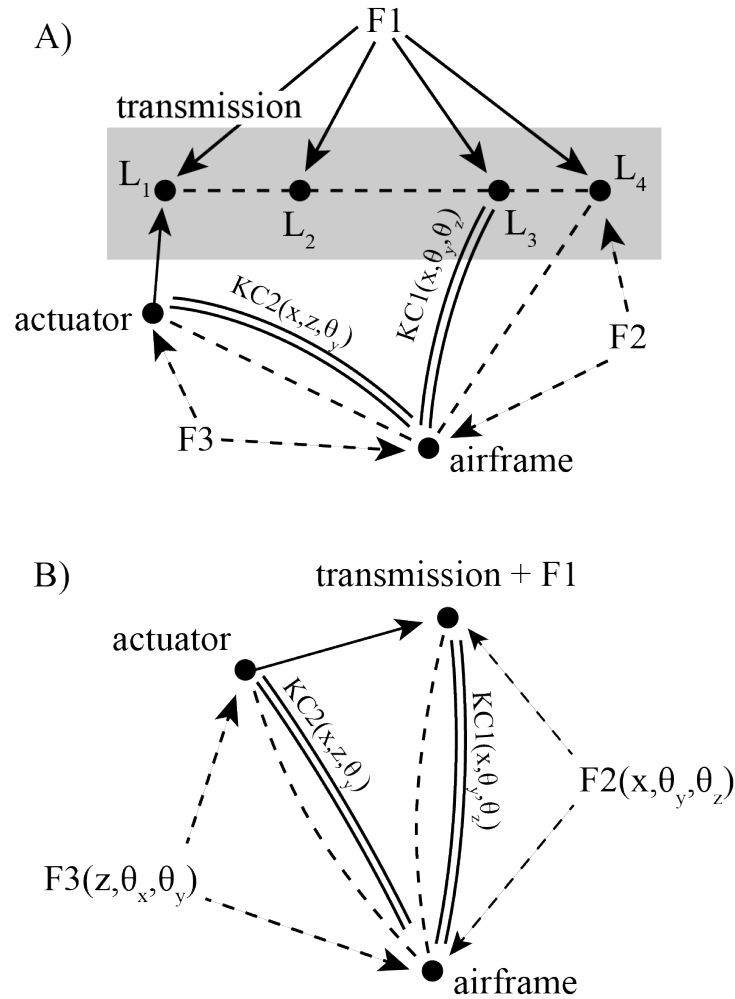 A)
F1
transmission
L₁
L₂
L₃
L₄
KC1(x,θy,θz)
KC2(x,z,θy)
actuator
F2
F3
airframe
B)
transmission + F1
actuator
KC2(x,z,θy)
KC1(x,θy,θz)
F2(x,θy,θz)
F3(z,θx,θy)
airframe